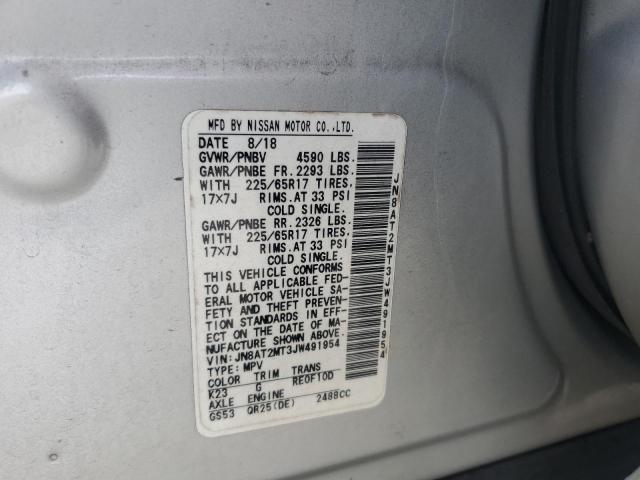 MFD BY NISSAN MOTOR CO.,LTD.
DATE 8/18
GVWR/PNBV 4590 LBS.
GAWR/PNBE FR. 2293 LBS.
WITH 225/65R17 TIRES,
17×7J RIMS.AT 33 PSI
COLD SINGLE.
GAWR/PNBE RR. 2326 LBS.
WITH 225/65R17 TIRES,
17×7J RIMS.AT 33 PSI
COLD SINGLE.
THIS VEHICLE CONFORMS
TO ALL APPLICABLE FED-
ERAL MOTOR VEHICLE SA-
FETY AND THEFT PREVEN-
TION STANDARDS IN EFF-
ECT ON THE DATE OF MA-
NUFACTURE SHOWN ABOVE.
VIN:JN8AT2MT3JW491954
TYPE:MPV
COLOR TRIM TRANS
K23 G RE0F10D
AXLE ENGINE
GS53 QR25(DE) 2488CC
JN8AT2MT3JW491954